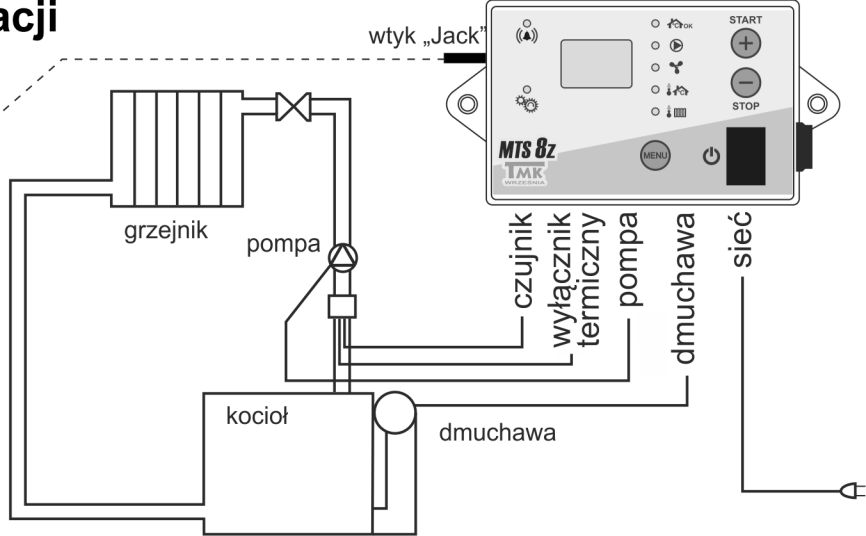 acji
wtyk „Jack”
START
OK
STOP
MTS 8z
TMK
WRZEŚNIA
MENU
grzejnik
pompa
czujnik
wyłącznik
termiczny
pompa
dmuchawa
sieć
kocioł
dmuchawa